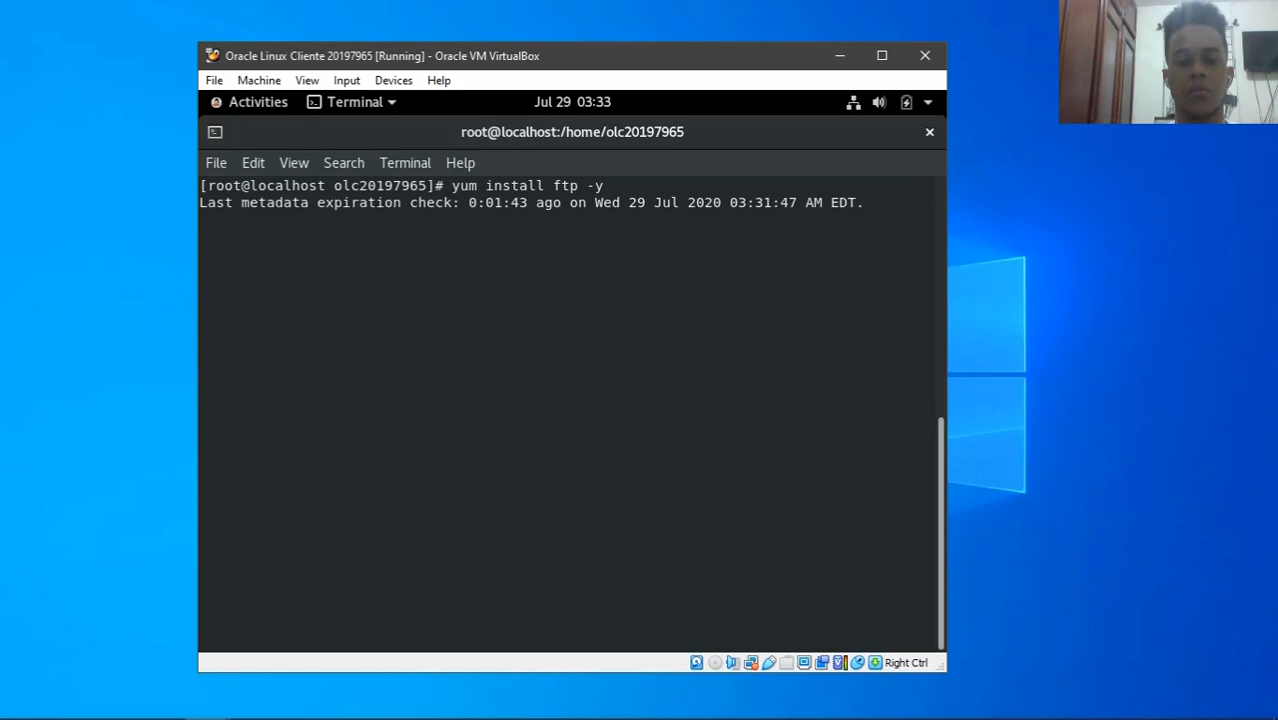 Oracle Linux Cliente 20197965 [Running] - Oracle VM VirtualBox
File Machine View Input Devices Help
Activities Terminal Jul 29 03:33
root@localhost:/home/olc20197965
File Edit View Search Terminal Help
[root@localhost olc20197965]# yum install ftp -y
Last metadata expiration check: 0:01:43 ago on Wed 29 Jul 2020 03:31:47 AM EDT.
Right Ctrl